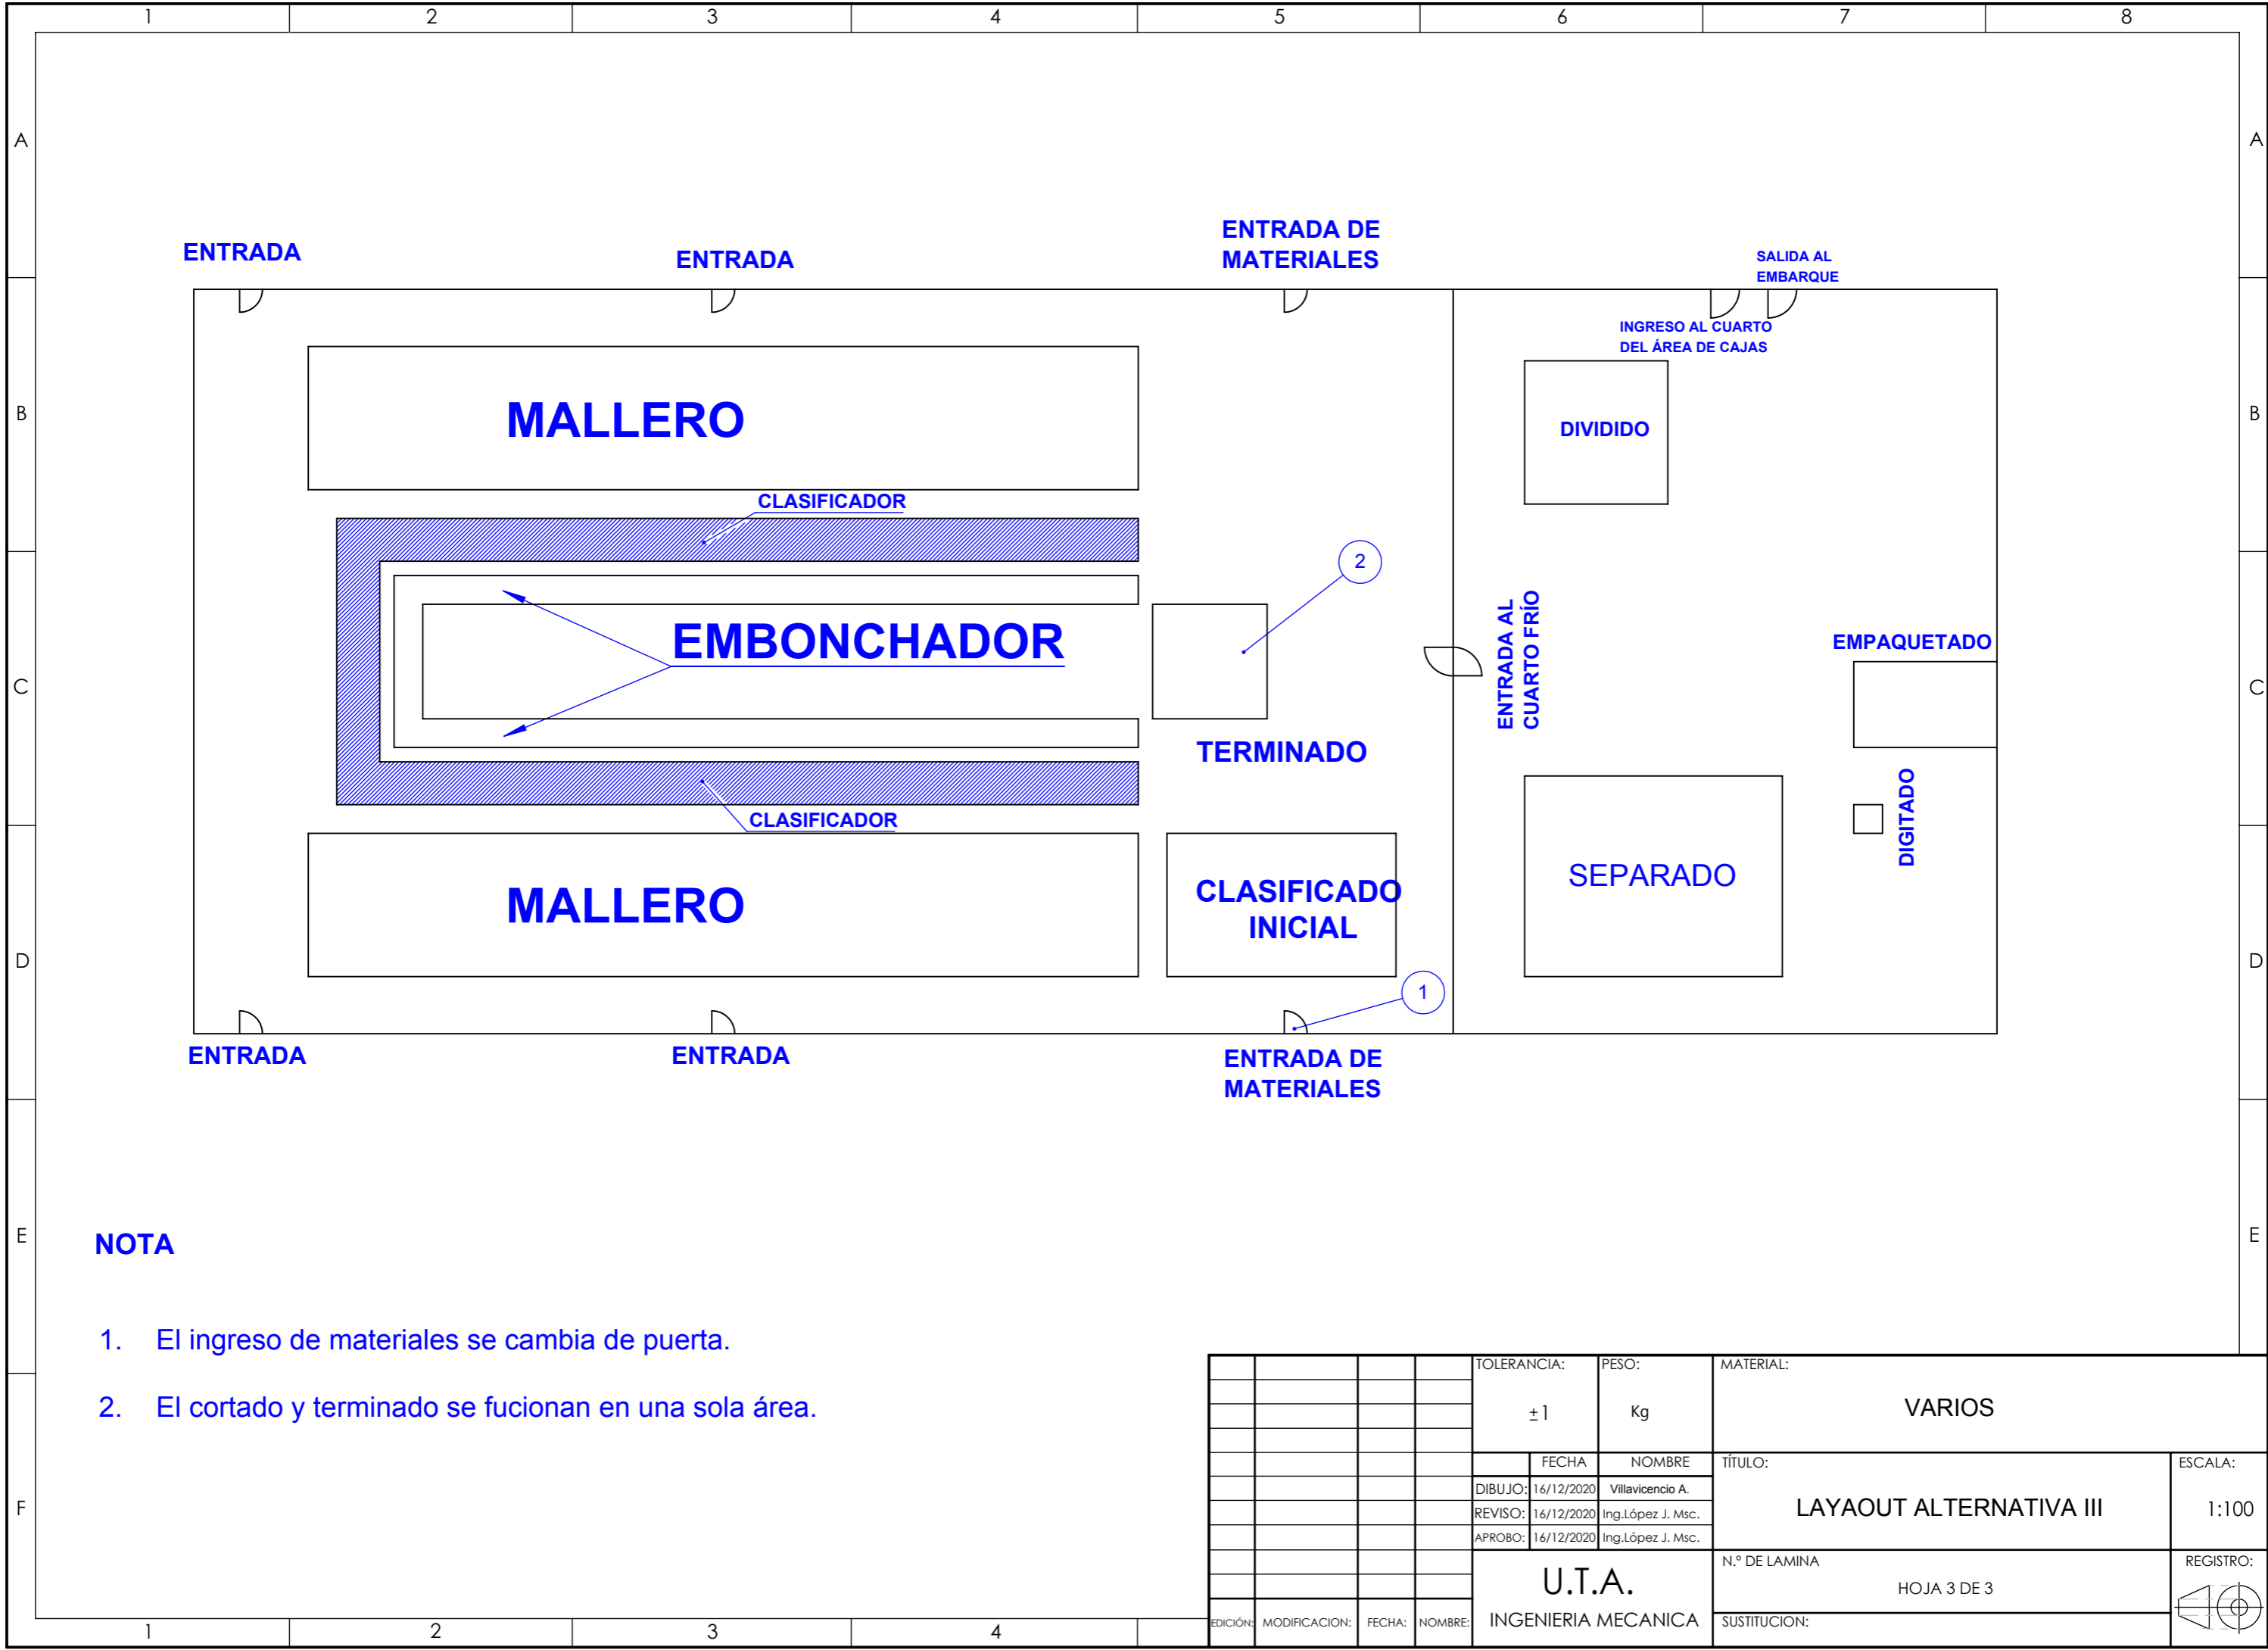 1 2 3 4 5 6 7 8
A A
ENTRADA
ENTRADA
ENTRADA DE
MATERIALES
SALIDA AL
EMBARQUE
INGRESO AL CUARTO
DEL ÁREA DE CAJAS
B B
MALLERO
DIVIDIDO
CLASIFICADOR
2
ENTRADA AL
CUARTO FRÍO
EMBONCHADOR
EMPAQUETADO
C C
TERMINADO
DIGITADO
CLASIFICADOR
MALLERO
CLASIFICADO
INICIAL
SEPARADO
D D
1
ENTRADA
ENTRADA
ENTRADA DE
MATERIALES
E E
NOTA
1. El ingreso de materiales se cambia de puerta.
2. El cortado y terminado se fucionan en una sola área.
F
TOLERANCIA: PESO: MATERIAL:
±1 Kg VARIOS
FECHA NOMBRE TÍTULO: ESCALA:
DIBUJO: 16/12/2020 Villavicencio A.
REVISO: 16/12/2020 Ing.López J. Msc.
APROBO: 16/12/2020 Ing.López J. Msc.
LAYAOUT ALTERNATIVA III 1:100
U.T.A.
INGENIERIA MECANICA
N.º DE LAMINA REGISTRO:
HOJA 3 DE 3
SUSTITUCION:
EDICIÓN: MODIFICACION: FECHA: NOMBRE:
1 2 3 4